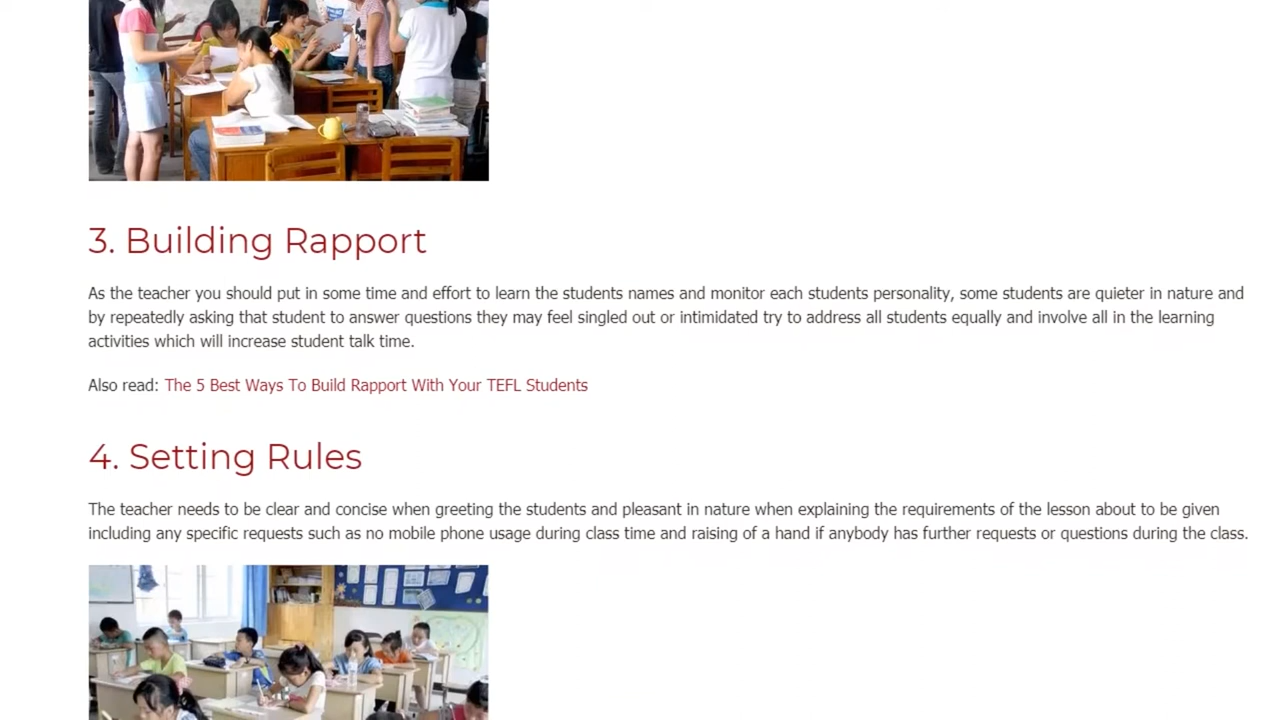 3. Building Rapport
As the teacher you should put in some time and effort to learn the students names and monitor each students personality, some students are quieter in nature and
by repeatedly asking that student to answer questions they may feel singled out or intimidated try to address all students equally and involve all in the learning
activities which will increase student talk time.
Also read: The 5 Best Ways To Build Rapport With Your TEFL Students
4. Setting Rules
The teacher needs to be clear and concise when greeting the students and pleasant in nature when explaining the requirements of the lesson about to be given
including any specific requests such as no mobile phone usage during class time and raising of a hand if anybody has further requests or questions during the class.